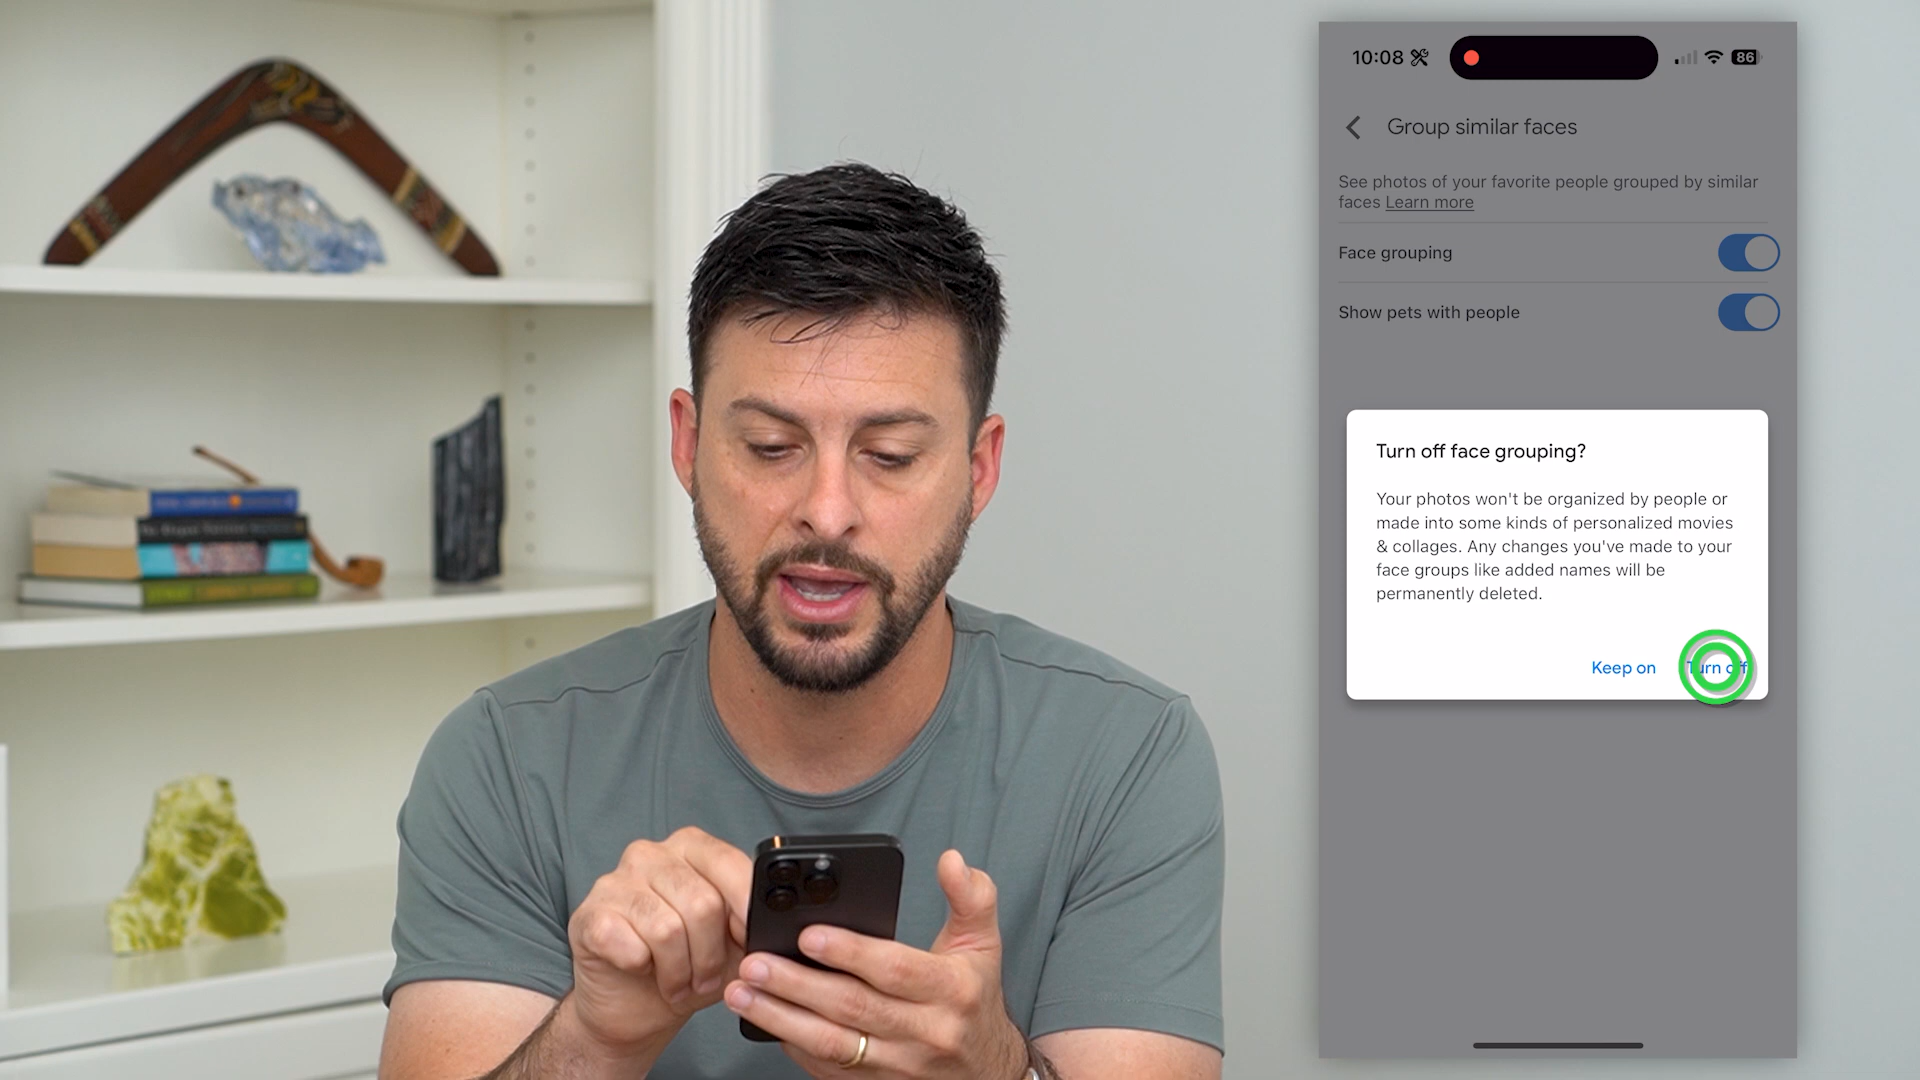 10:08
86
Group similar faces
See photos of your favorite people grouped by similar
faces Learn more
Face grouping
Show pets with people
Turn off face grouping?
Your photos won't be organized by people or
made into some kinds of personalized movies
& collages. Any changes you've made to your
face groups like added names will be
permanently deleted.
Keep on
Turn off